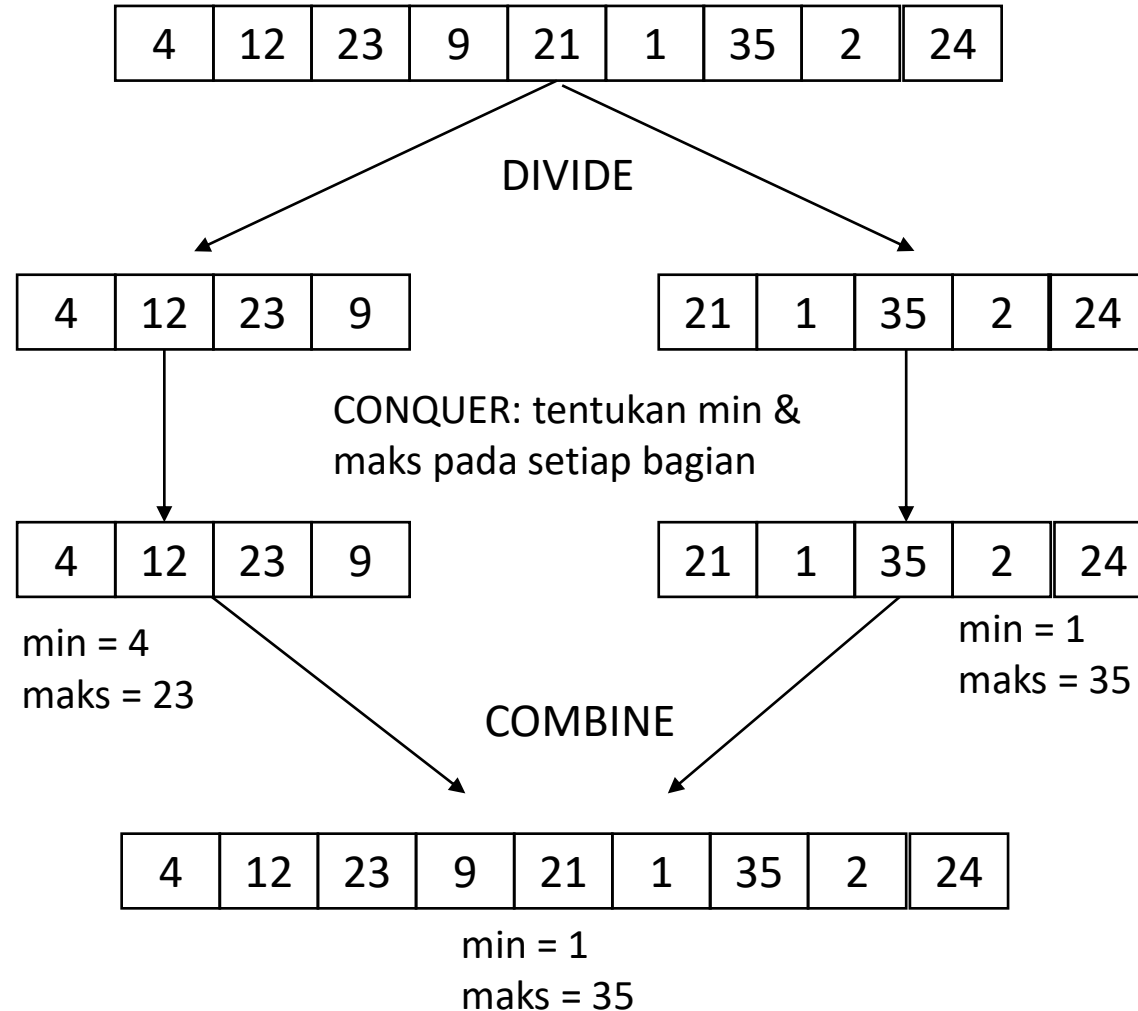 4 12 23 9 21 1 35 2 24
DIVIDE
4 12 23 9
21 1 35 2 24
CONQUER: tentukan min &
maks pada setiap bagian
4 12 23 9
21 1 35 2 24
min = 4
maks = 23
min = 1
maks = 35
COMBINE
4 12 23 9 21 1 35 2 24
min = 1
maks = 35